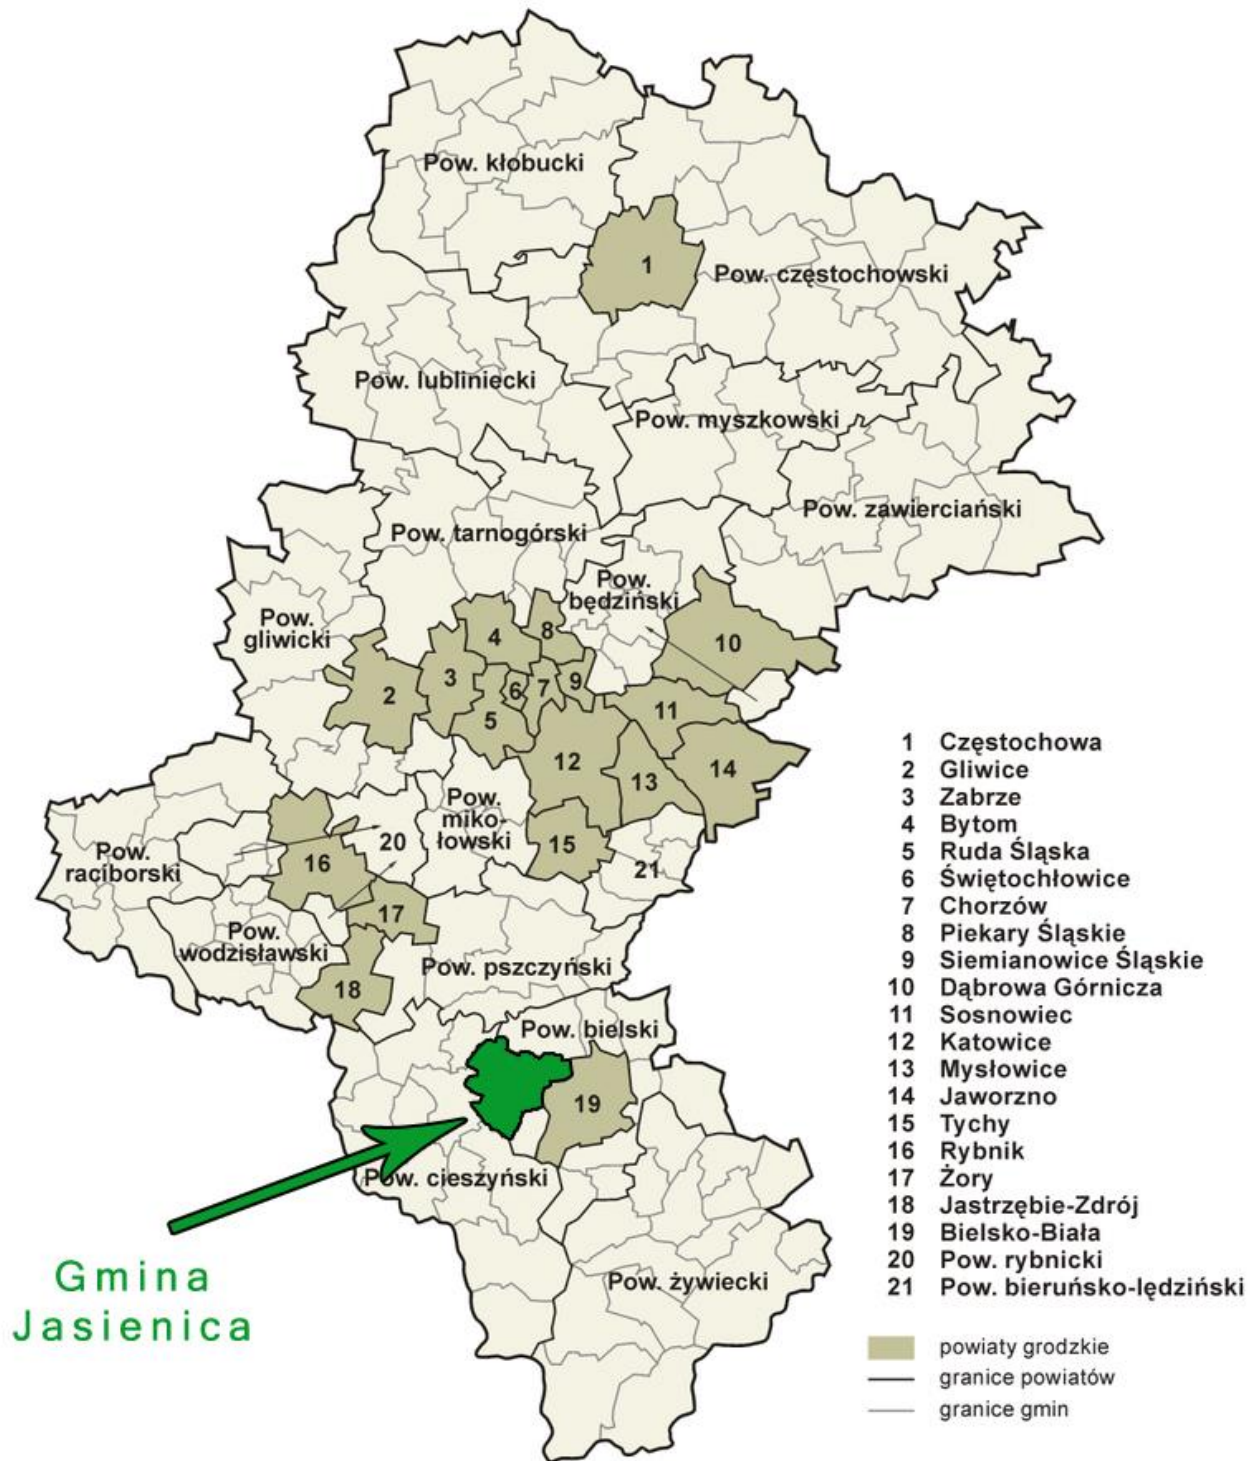 Pow. kłobucki
1
Pow. częstochowski
Pow. lubliniecki
Pow. myszkowski
Pow. zawierciański
Pow. tarnogórski
Pow.
będziński
Pow.
gliwicki
4
8
10
3
2
6
7
9
5
11
12
13
14
Pow.
miko-
łowski
20
15
21
Pow.
raciborski
16
17
Pow.
wodzisławski
18
Pow. pszczyński
Pow. bielski
19
Pow. cieszyński
Pow. żywiecki
Gmina
Jasienica
1 Częstochowa
2 Gliwice
3 Zabrze
4 Bytom
5 Ruda Śląska
6 Świętochłowice
7 Chorzów
8 Piekary Śląskie
9 Siemianowice Śląskie
10 Dąbrowa Górnicza
11 Sosnowiec
12 Katowice
13 Mysłowice
14 Jaworzno
15 Tychy
16 Rybnik
17 Żory
18 Jastrzębie-Zdrój
19 Bielsko-Biała
20 Pow. rybnicki
21 Pow. bieruńsko-lędziński
powiaty grodzkie
granice powiatów
granice gmin